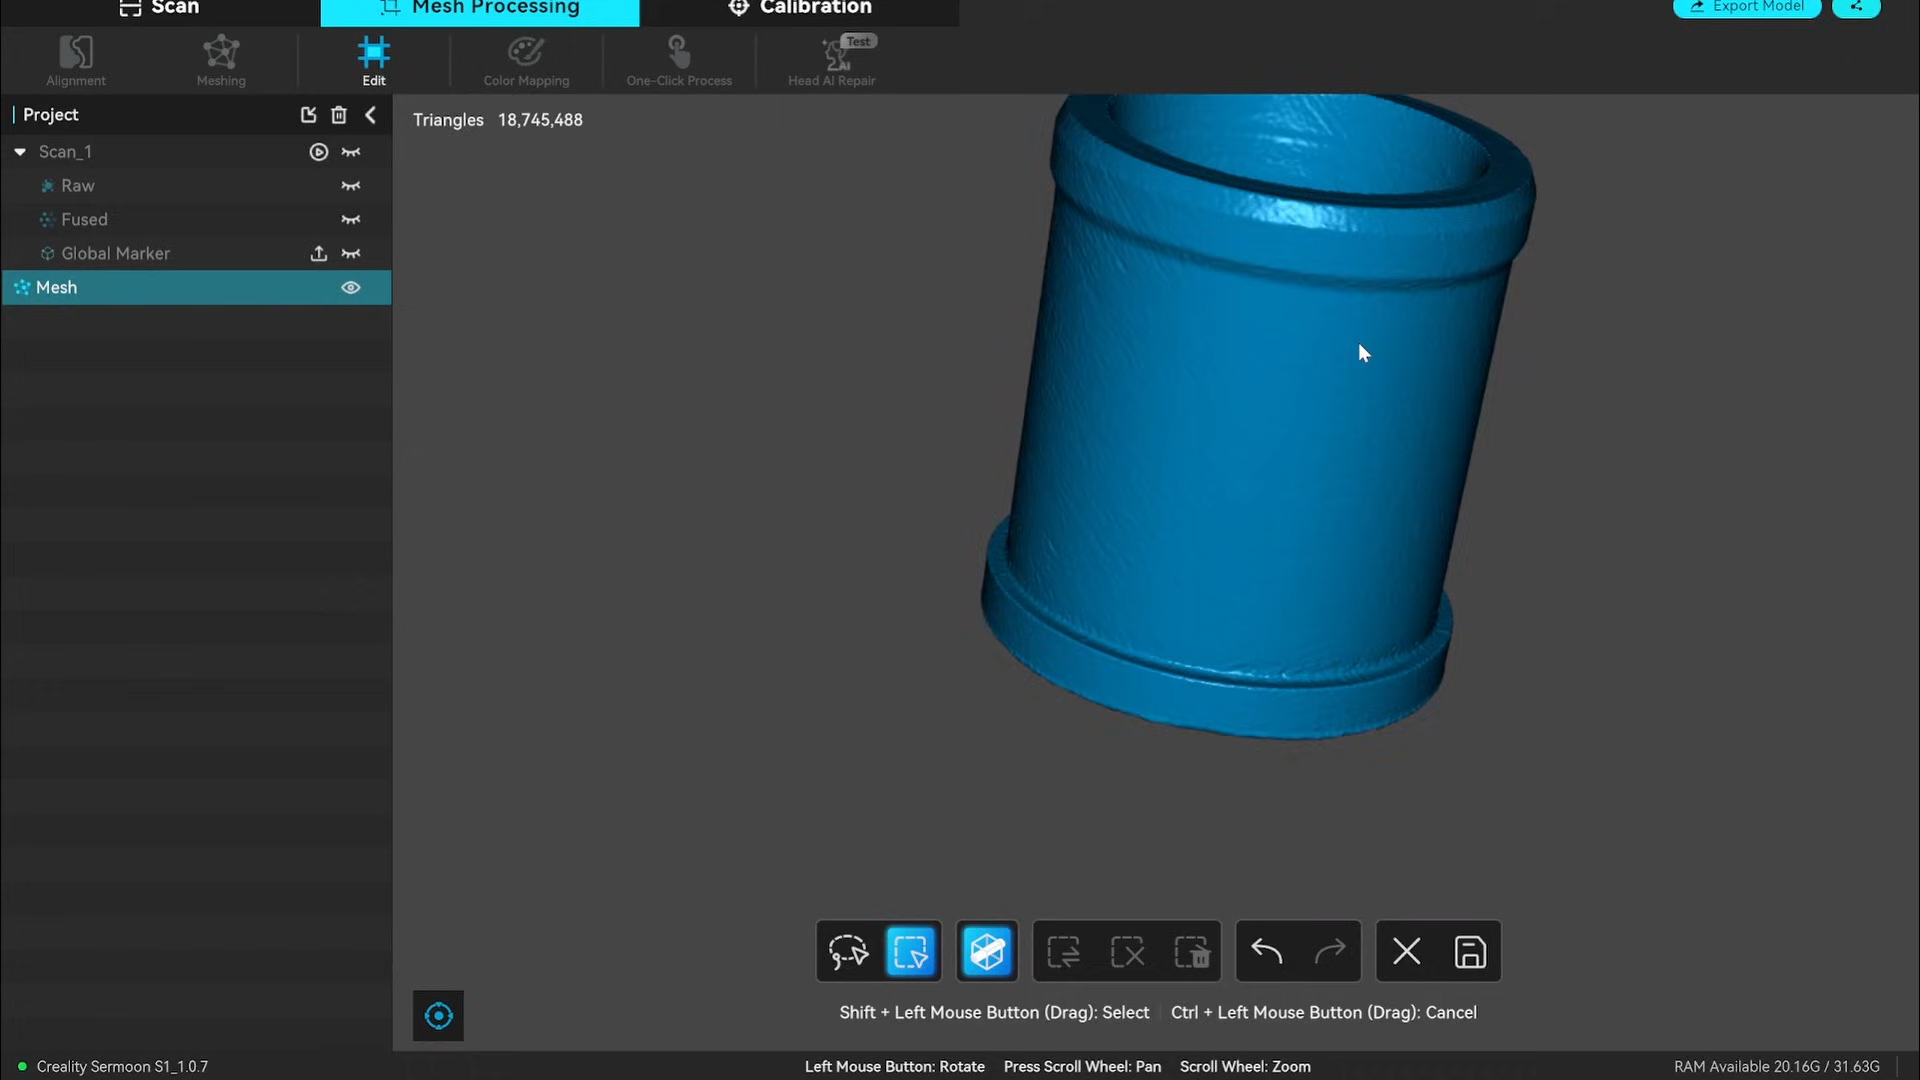 Scan
Mesh Processing
Calibration
Export Model
Alignment
Meshing
Edit
Color Mapping
One-Click Process
Test
AI
Head AI Repair
Project
Triangles 18,745,488
Scan_1
Raw
Fused
Global Marker
Mesh
Shift + Left Mouse Button (Drag): Select
Ctrl + Left Mouse Button (Drag): Cancel
Creality Sermoon S1_1.0.7
Left Mouse Button: Rotate Press Scroll Wheel: Pan Scroll Wheel: Zoom
RAM Available 20.16G / 31.63G